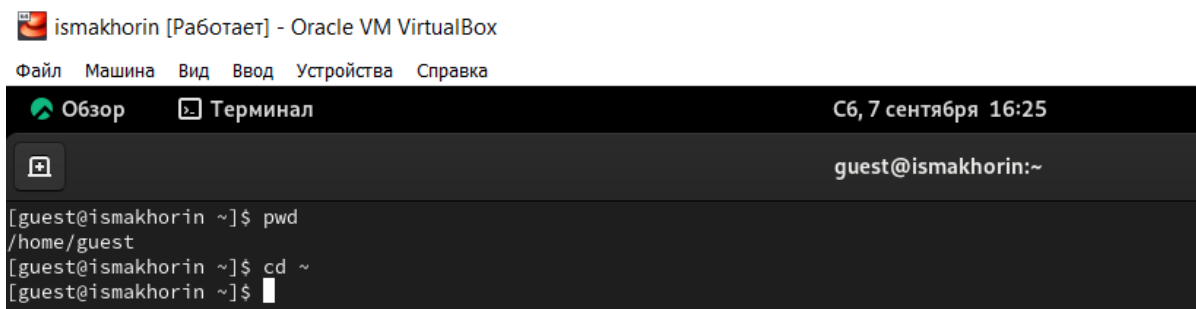 ismakhorin [Работает] - Oracle VM VirtualBox
Файл Машина Вид Ввод Устройства Справка
Обзор Терминал Сб, 7 сентября 16:25
guest@ismakhorin:~
[guest@ismakhorin ~]$ pwd
/home/guest
[guest@ismakhorin ~]$ cd ~
[guest@ismakhorin ~]$